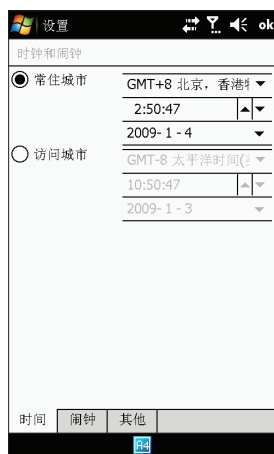 设置 ok
时钟和闹钟
常住城市 GMT+8 北京，香港
2:50:47
2009- 1 - 4
访问城市 GMT-8 太平洋时间(
10:50:47
2009- 1 - 3
时间 闹钟 其他